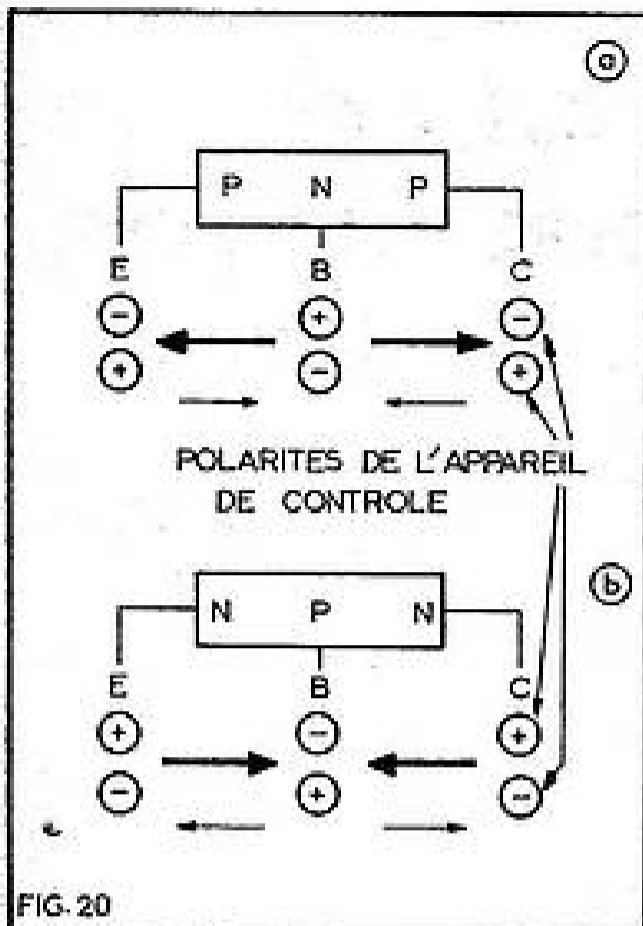 a
P N P
E B C
- + -
+ - +
POLARITES DE L'APPAREIL
DE CONTROLE
b
N P N
E B C
+ - +
- + -
FIG. 20